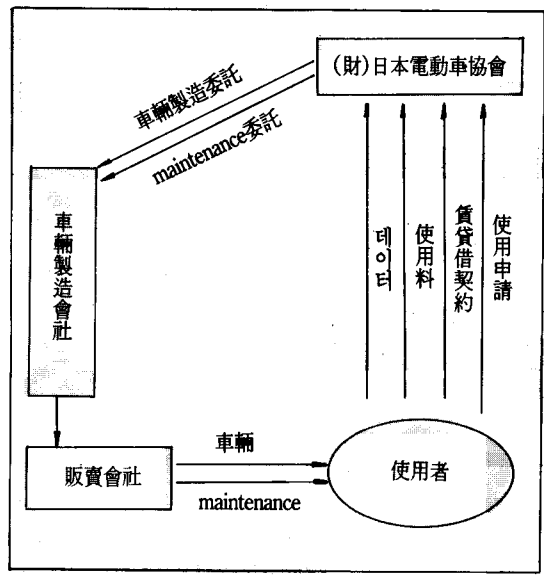 (財)日本電動車協會
車輛製造委託
maintenance委託
車輛製造會社
데이터
使用料
賃貸借契約
使用申請
販賣會社
車輛
maintenance
使用者